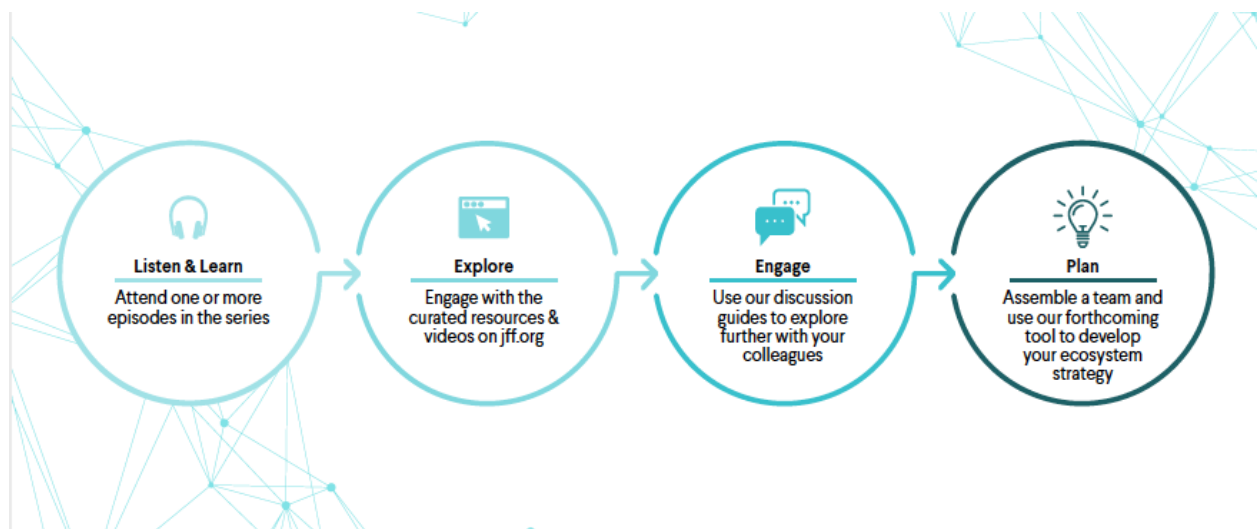 Listen & Learn
Attend one or more
episodes in the series
Explore
Engage with the
curated resources &
videos on jff.org
Engage
Use our discussion
guides to explore
further with your
colleagues
Plan
Assemble a team and
use our forthcoming
tool to develop
your ecosystem
strategy